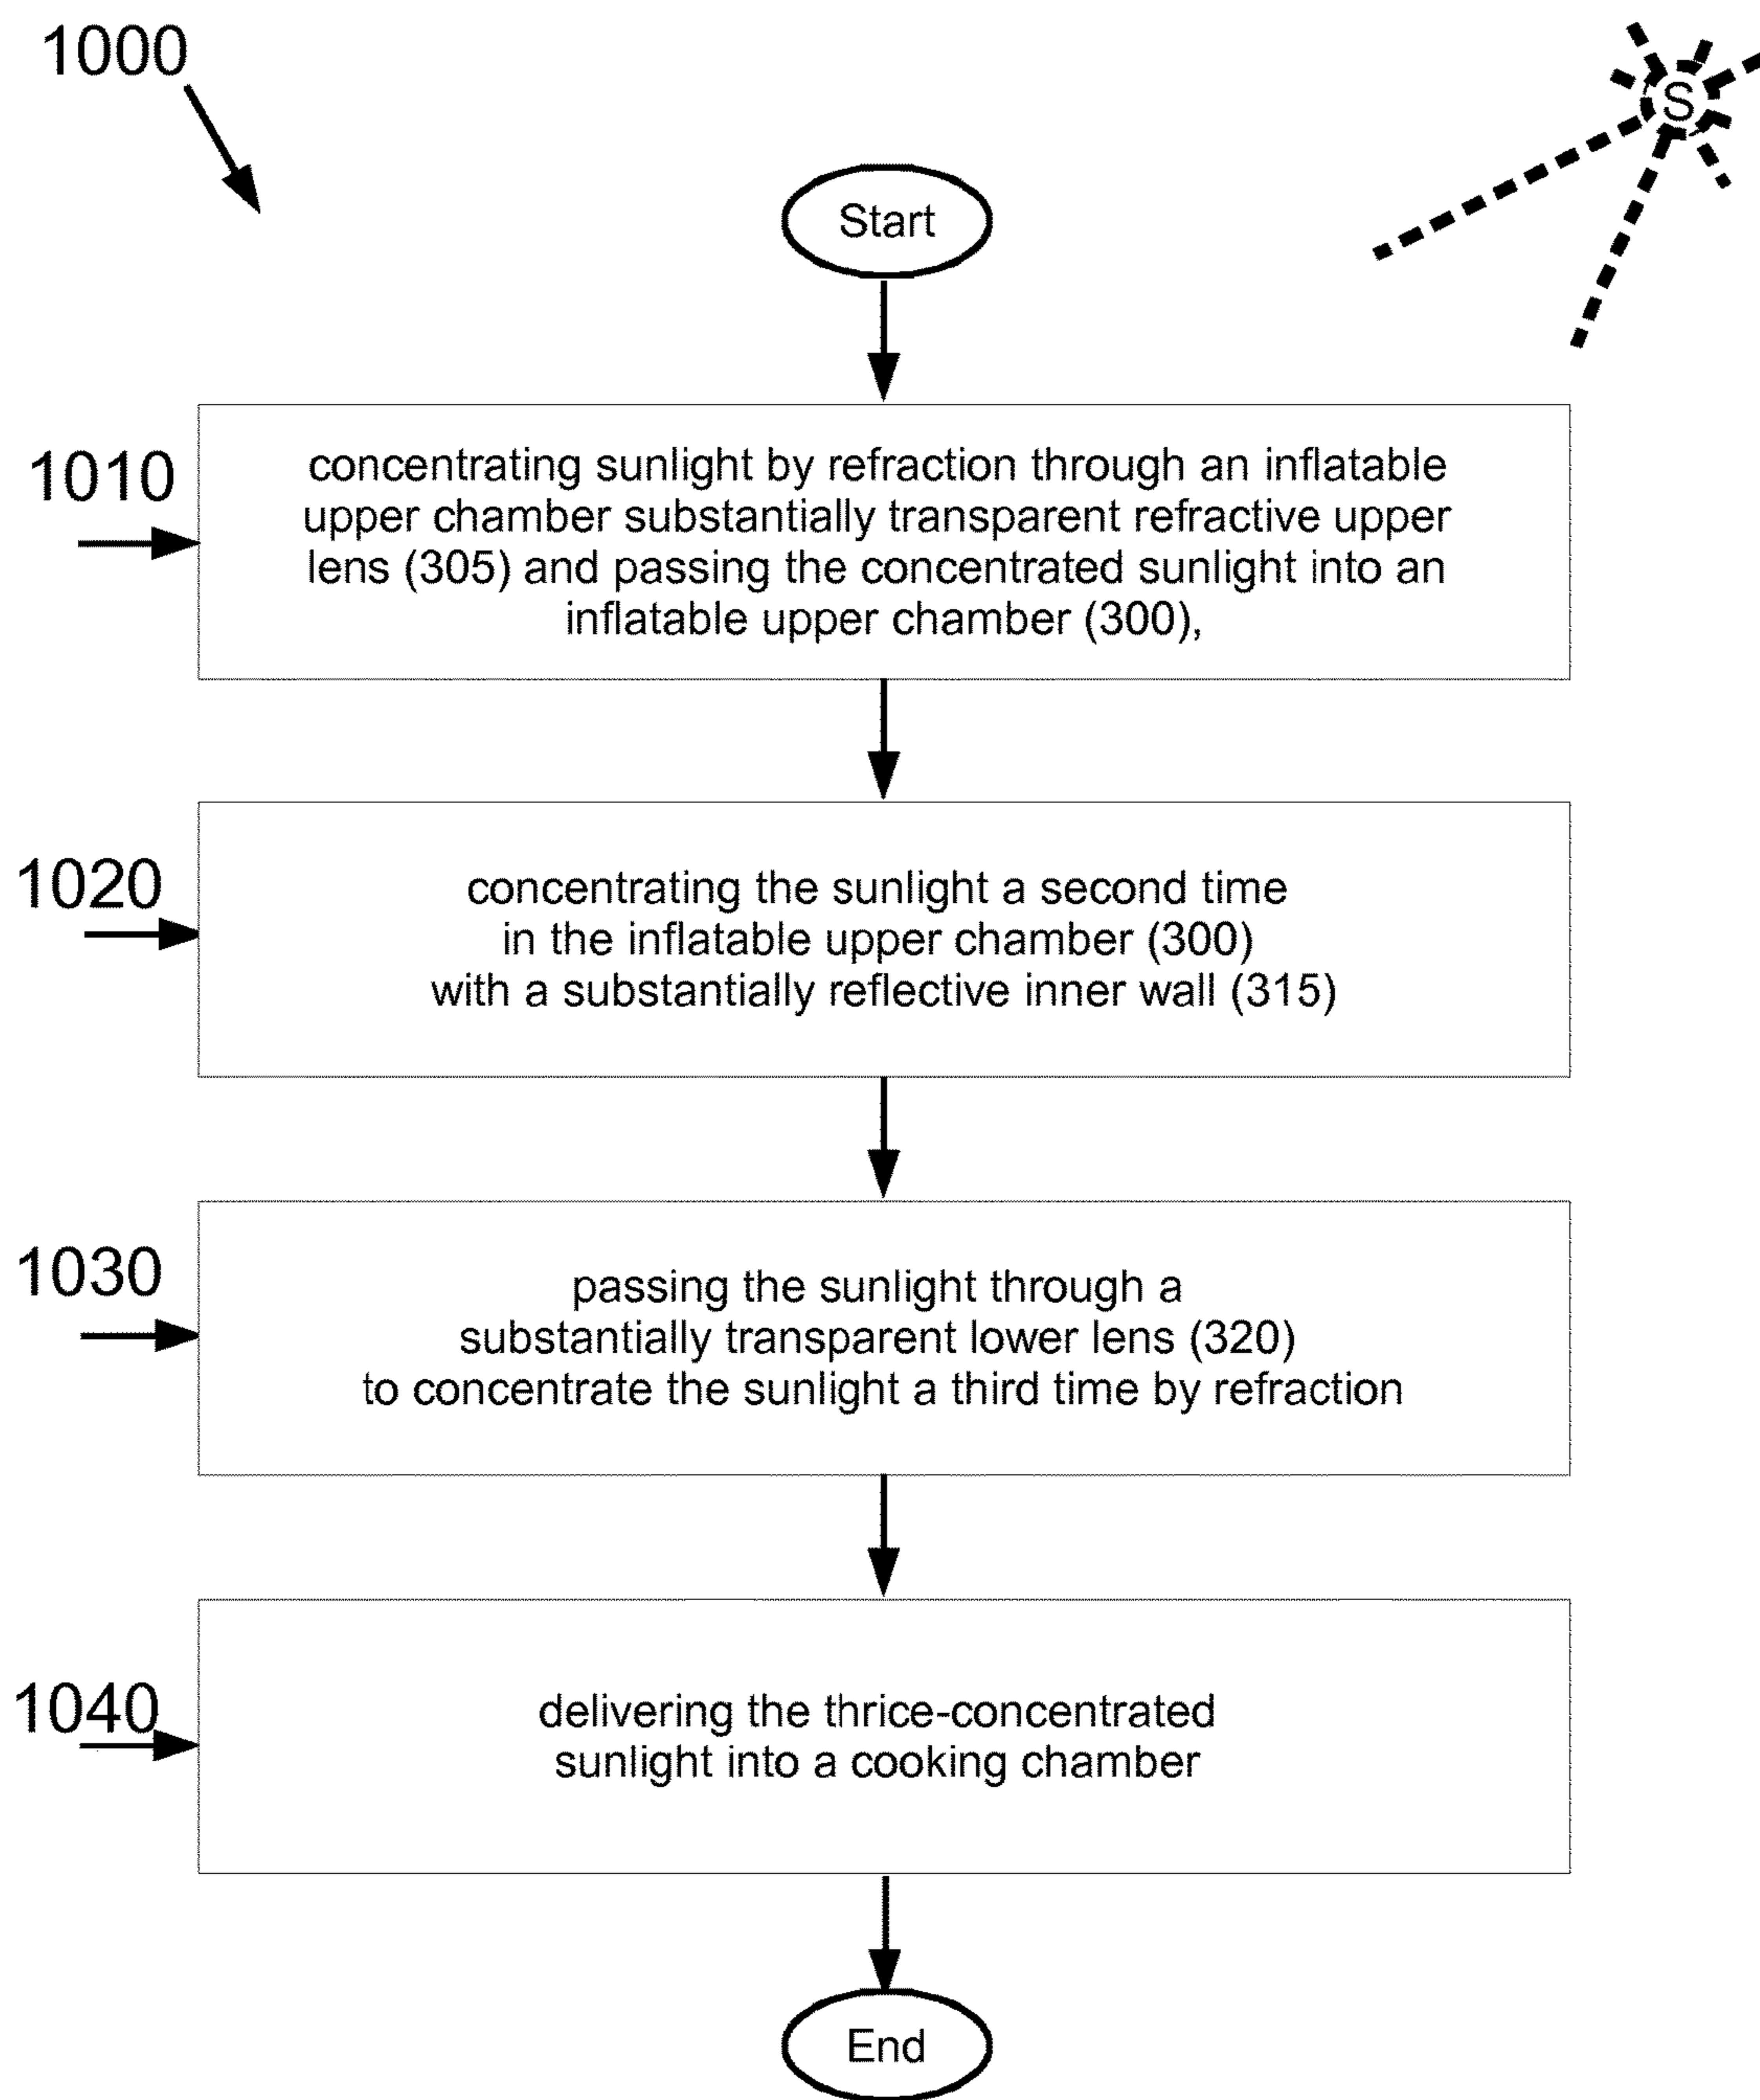 1000
S
Start
1010
concentrating sunlight by refraction through an inflatable
upper chamber substantially transparent refractive upper
lens (305) and passing the concentrated sunlight into an
inflatable upper chamber (300),
1020
concentrating the sunlight a second time
in the inflatable upper chamber (300)
with a substantially reflective inner wall (315)
1030
passing the sunlight through a
substantially transparent lower lens (320)
to concentrate the sunlight a third time by refraction
1040
delivering the thrice-concentrated
sunlight into a cooking chamber
End